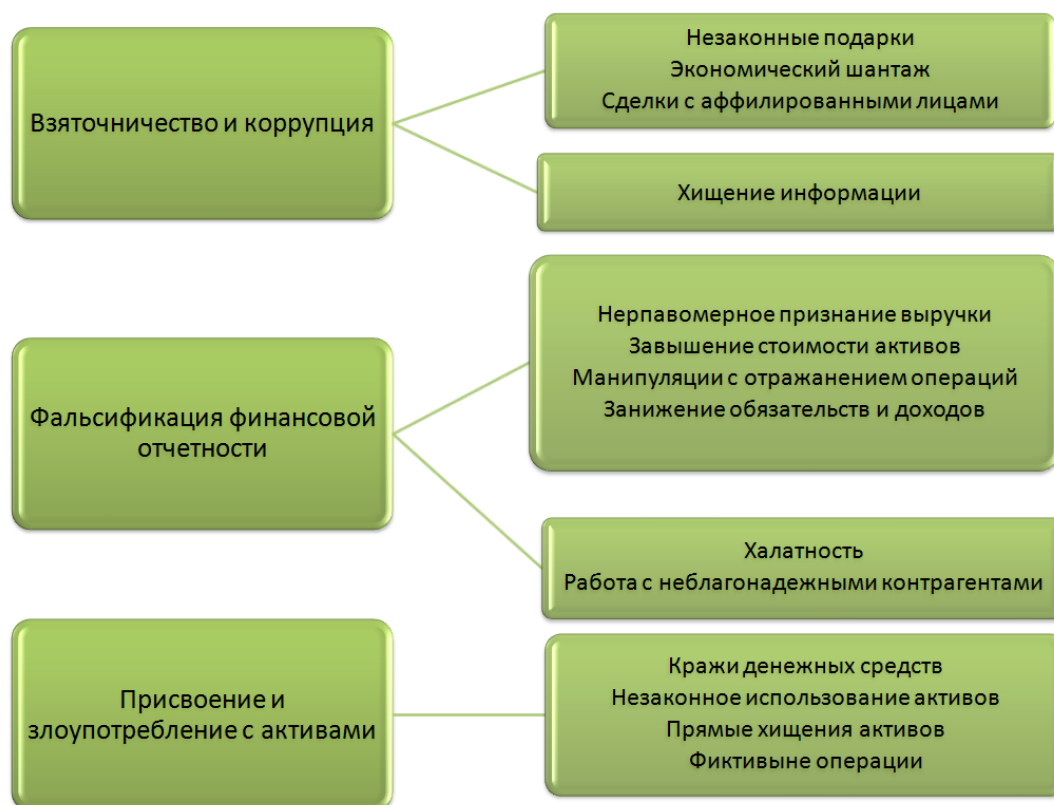 Взяточничество и коррупция
Незаконные подарки
Экономический шантаж
Сделки с аффилированными лицами
Хищение информации
Фальсификация финансовой
отчетности
Нерпавомерное признание выручки
Завышение стоимости активов
Манипуляции с отражанением операций
Занижение обязательств и доходов
Халатность
Работа с неблагонадежными контрагентами
Присвоение и
злоупотребление с активами
Кражи денежных средств
Незаконное использование активов
Прямые хищения активов
Фиктивыне операции